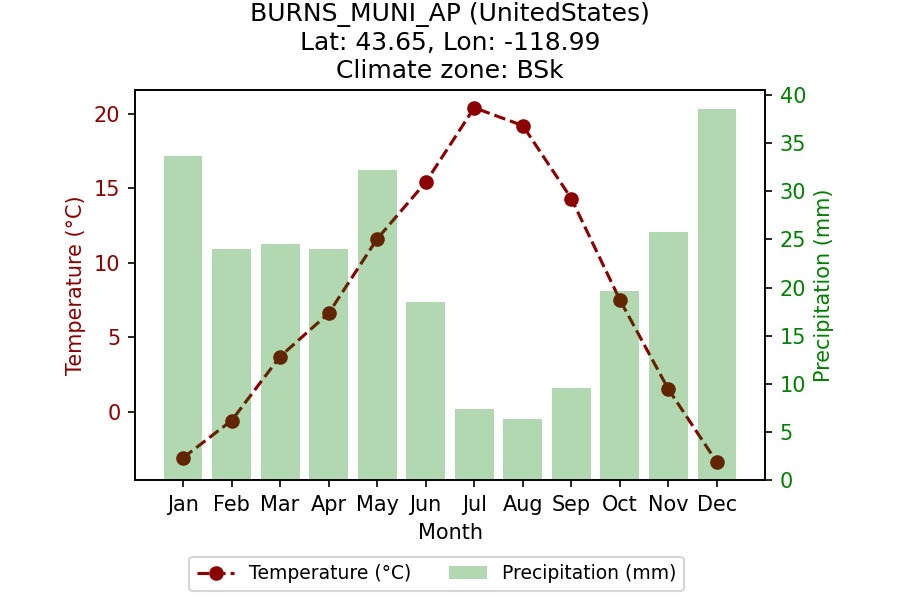 BURNS_MUNI_AP (UnitedStates)
Lat: 43.65, Lon: -118.99
Climate zone: BSk
Temperature (°C)
20
15
10
5
0
40
35
30
25
20
15
10
5
0
Precipitation (mm)
Jan Feb Mar Apr May Jun Jul Aug Sep Oct Nov Dec
Month
Temperature (°C) Precipitation (mm)